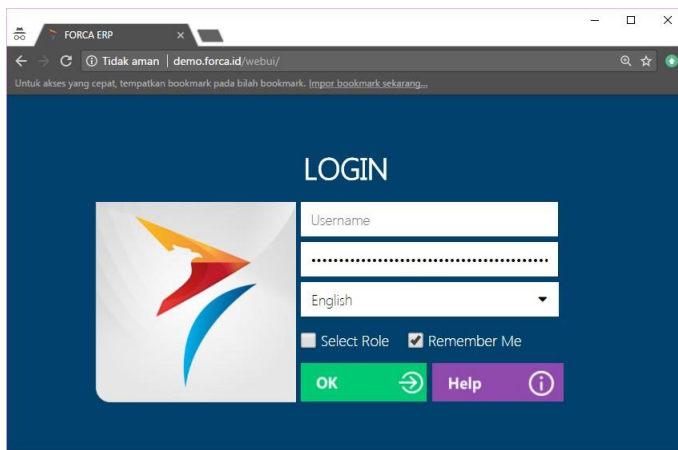 FORCA ERP
Tidak aman | demo.forca.id/webui/
Untuk akses yang cepat, tempatkan bookmark pada bilah bookmark. Impor bookmark sekarang...
LOGIN
Username
English
Select Role Remember Me
OK Help